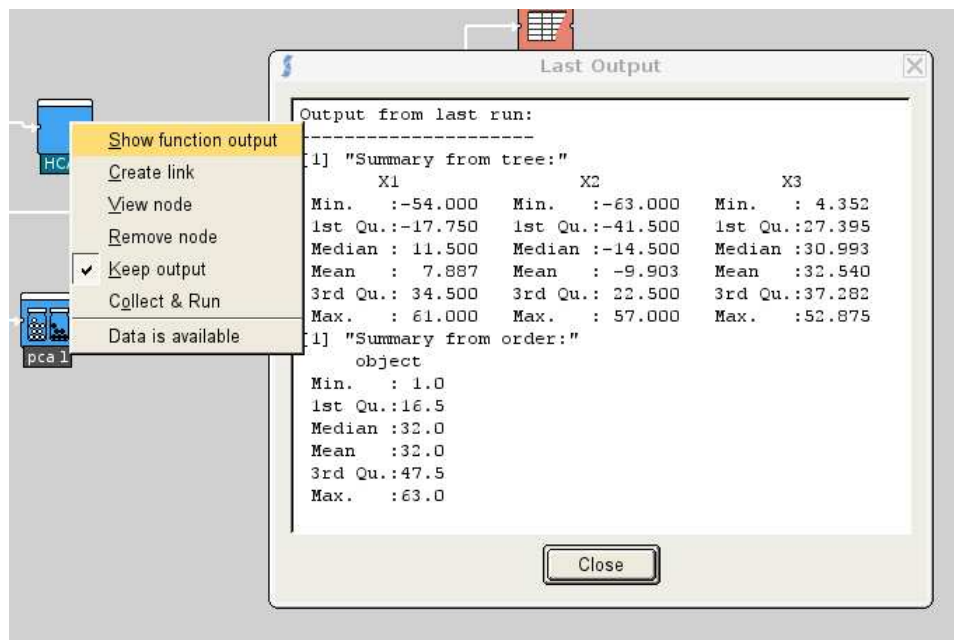 Last Output
Output from last run:
---------------------
[1] "Summary from tree:"
X1 X2 X3
Min. :-54.000 Min. :-63.000 Min. : 4.352
1st Qu.:-17.750 1st Qu.:-41.500 1st Qu.:27.395
Median : 11.500 Median :-14.500 Median :30.993
Mean : 7.887 Mean : -9.903 Mean :32.540
3rd Qu.: 34.500 3rd Qu.: 22.500 3rd Qu.:37.282
Max. : 61.000 Max. : 57.000 Max. :52.875
[1] "Summary from order:"
object
Min. : 1.0
1st Qu.:16.5
Median :32.0
Mean :32.0
3rd Qu.:47.5
Max. :63.0
Close
Show function output
Create link
View node
Remove node
Keep output
Collect & Run
Data is available
pca 1